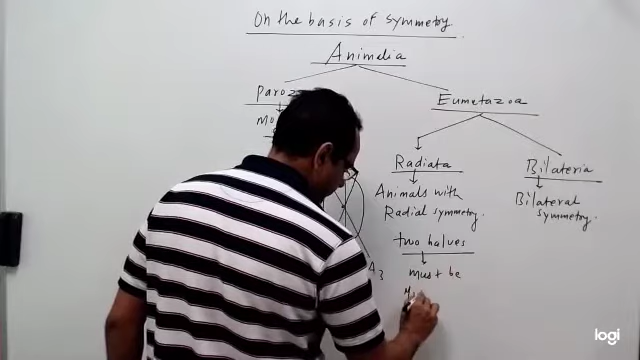 On the basis of symmetry.
Animalia
Eumetazoa
Radiata
Bilateria
Animals with
Radial symmetry.
Bilateral
symmetry.
two halves
must be
A3
logi